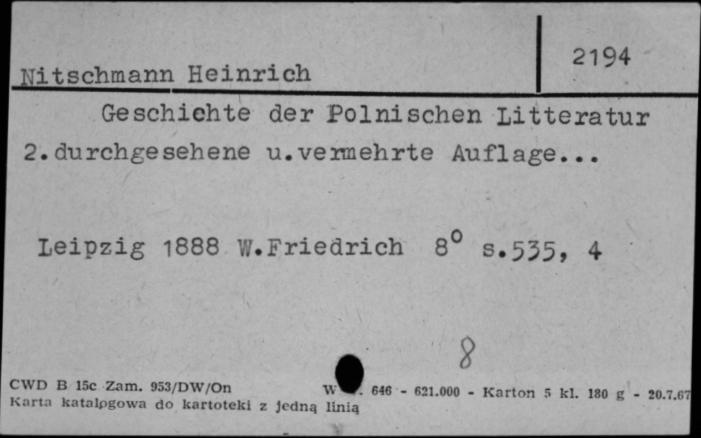 2194
Nitschmann Heinrich
Geschichte der Polnischen Litteratur
2.durchgesehene u.vermehrte Auflage...
Leipzig 1888 W.Friedrich 8⁰ s.535, 4
8
CWD B 15c Zam. 953/DW/On 646 - 621.000 - Karton 5 kl. 180 g - 20.7.67
Karta katalogowa do kartoteki z jedną linią